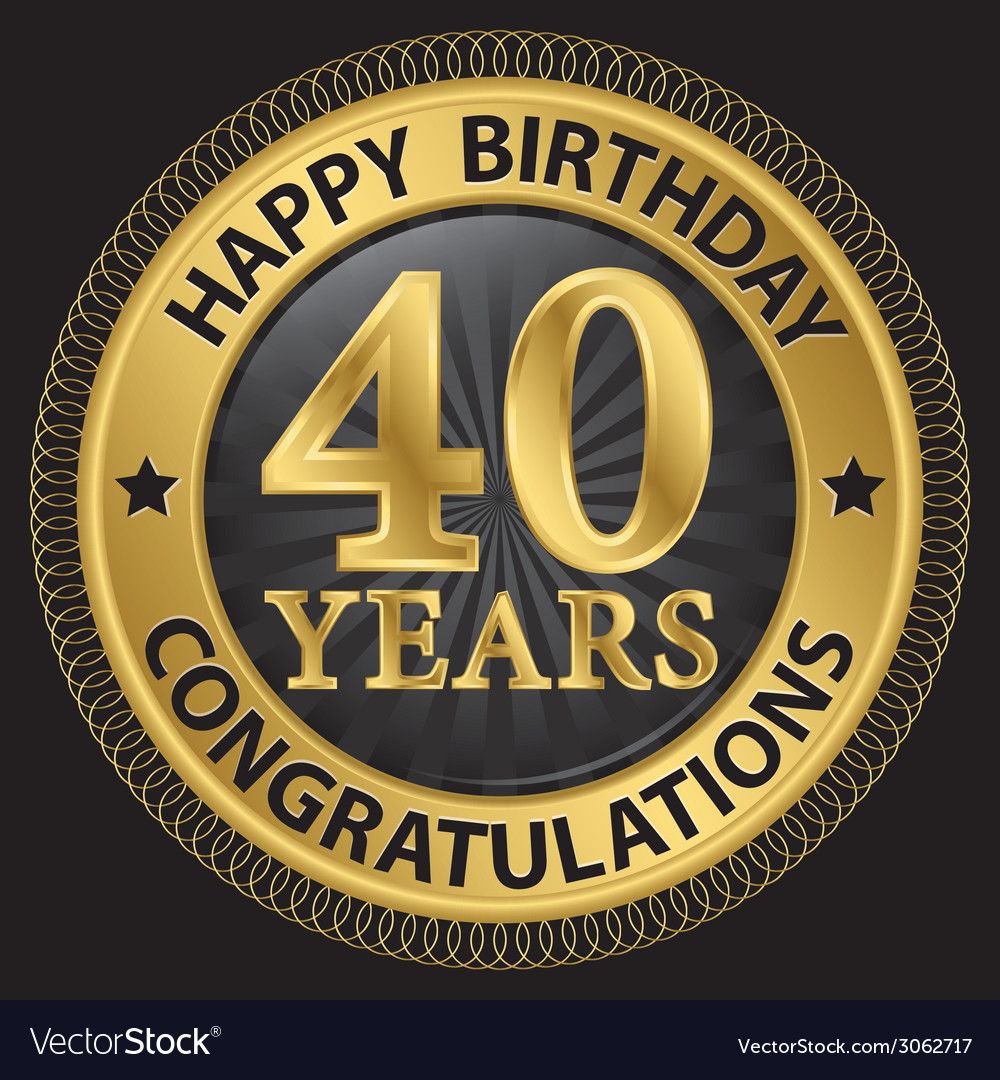 HAPPY BIRTHDAY
40
YEARS
CONGRATULATIONS
VectorStock®
VectorStock.com/3062717